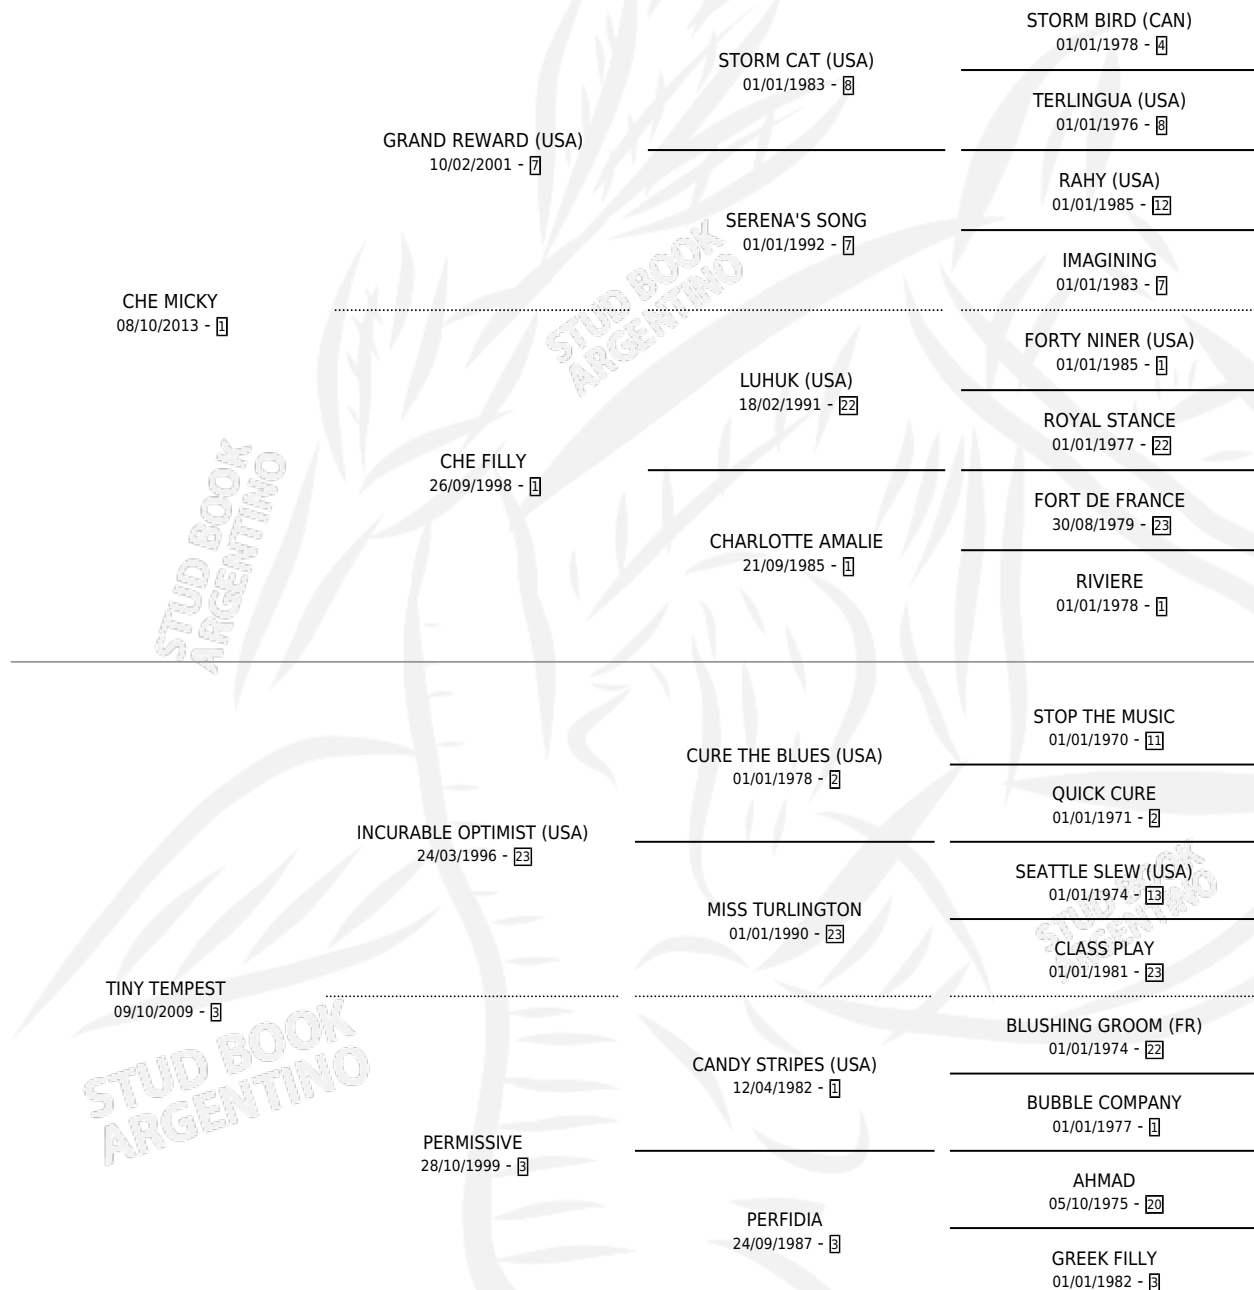 STORM BIRD (CAN)
01/01/1978 - 4
STORM CAT (USA)
01/01/1983 - 8
TERLINGUA (USA)
01/01/1976 - 8
GRAND REWARD (USA)
10/02/2001 - 7
RAHY (USA)
01/01/1985 - 12
SERENA'S SONG
01/01/1992 - 7
IMAGINING
01/01/1983 - 7
CHE MICKY
08/10/2013 - 1
FORTY NINER (USA)
01/01/1985 - 1
LUHUK (USA)
18/02/1991 - 22
ROYAL STANCE
01/01/1977 - 22
CHE FILLY
26/09/1998 - 1
FORT DE FRANCE
30/08/1979 - 23
CHARLOTTE AMALIE
21/09/1985 - 1
RIVIERE
01/01/1978 - 1
STOP THE MUSIC
01/01/1970 - 11
CURE THE BLUES (USA)
01/01/1978 - 2
QUICK CURE
01/01/1971 - 2
INCURABLE OPTIMIST (USA)
24/03/1996 - 23
SEATTLE SLEW (USA)
01/01/1974 - 13
MISS TURLINGTON
01/01/1990 - 23
CLASS PLAY
01/01/1981 - 23
TINY TEMPEST
09/10/2009 - 3
BLUSHING GROOM (FR)
01/01/1974 - 22
CANDY STRIPES (USA)
12/04/1982 - 1
BUBBLE COMPANY
01/01/1977 - 1
PERMISSIVE
28/10/1999 - 3
AHMAD
05/10/1975 - 20
PERFIDIA
24/09/1987 - 3
GREEK FILLY
01/01/1982 - 3
STUD BOOK
ARGENTINO
STUD BOOK
ARGENTINO
STUD BOOK
ARGENTINO
STUD BOOK
ARGENTINO